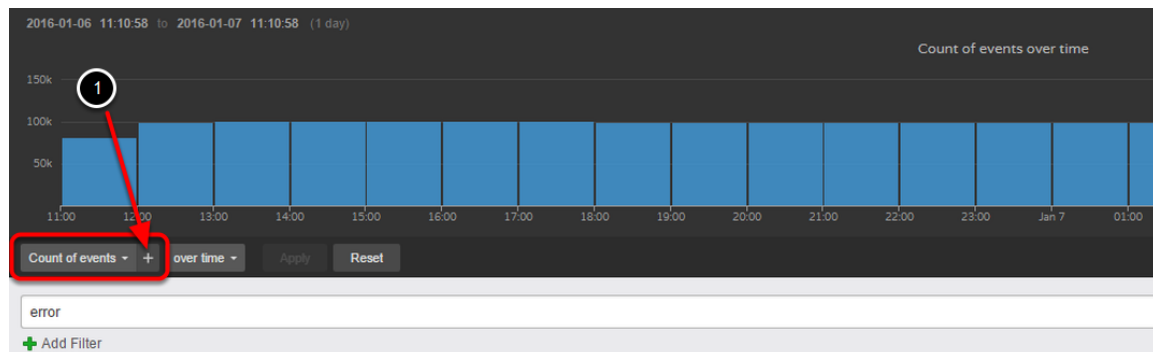 2016-01-06 11:10:58 to 2016-01-07 11:10:58 (1 day)
Count of events over time
150k
1
100k
50k
11:00 12:00 13:00 14:00 15:00 16:00 17:00 18:00 19:00 20:00 21:00 22:00 23:00 Jan 7 01:00
Count of events + over time Apply Reset
error
Add Filter